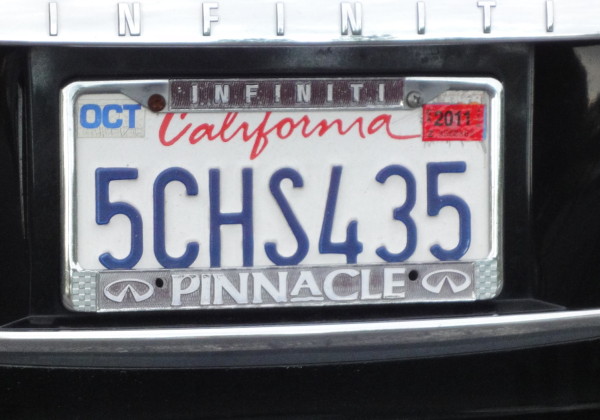 INFINITI
INFINITI
OCT California 2011
5CHS435
PINNACLE